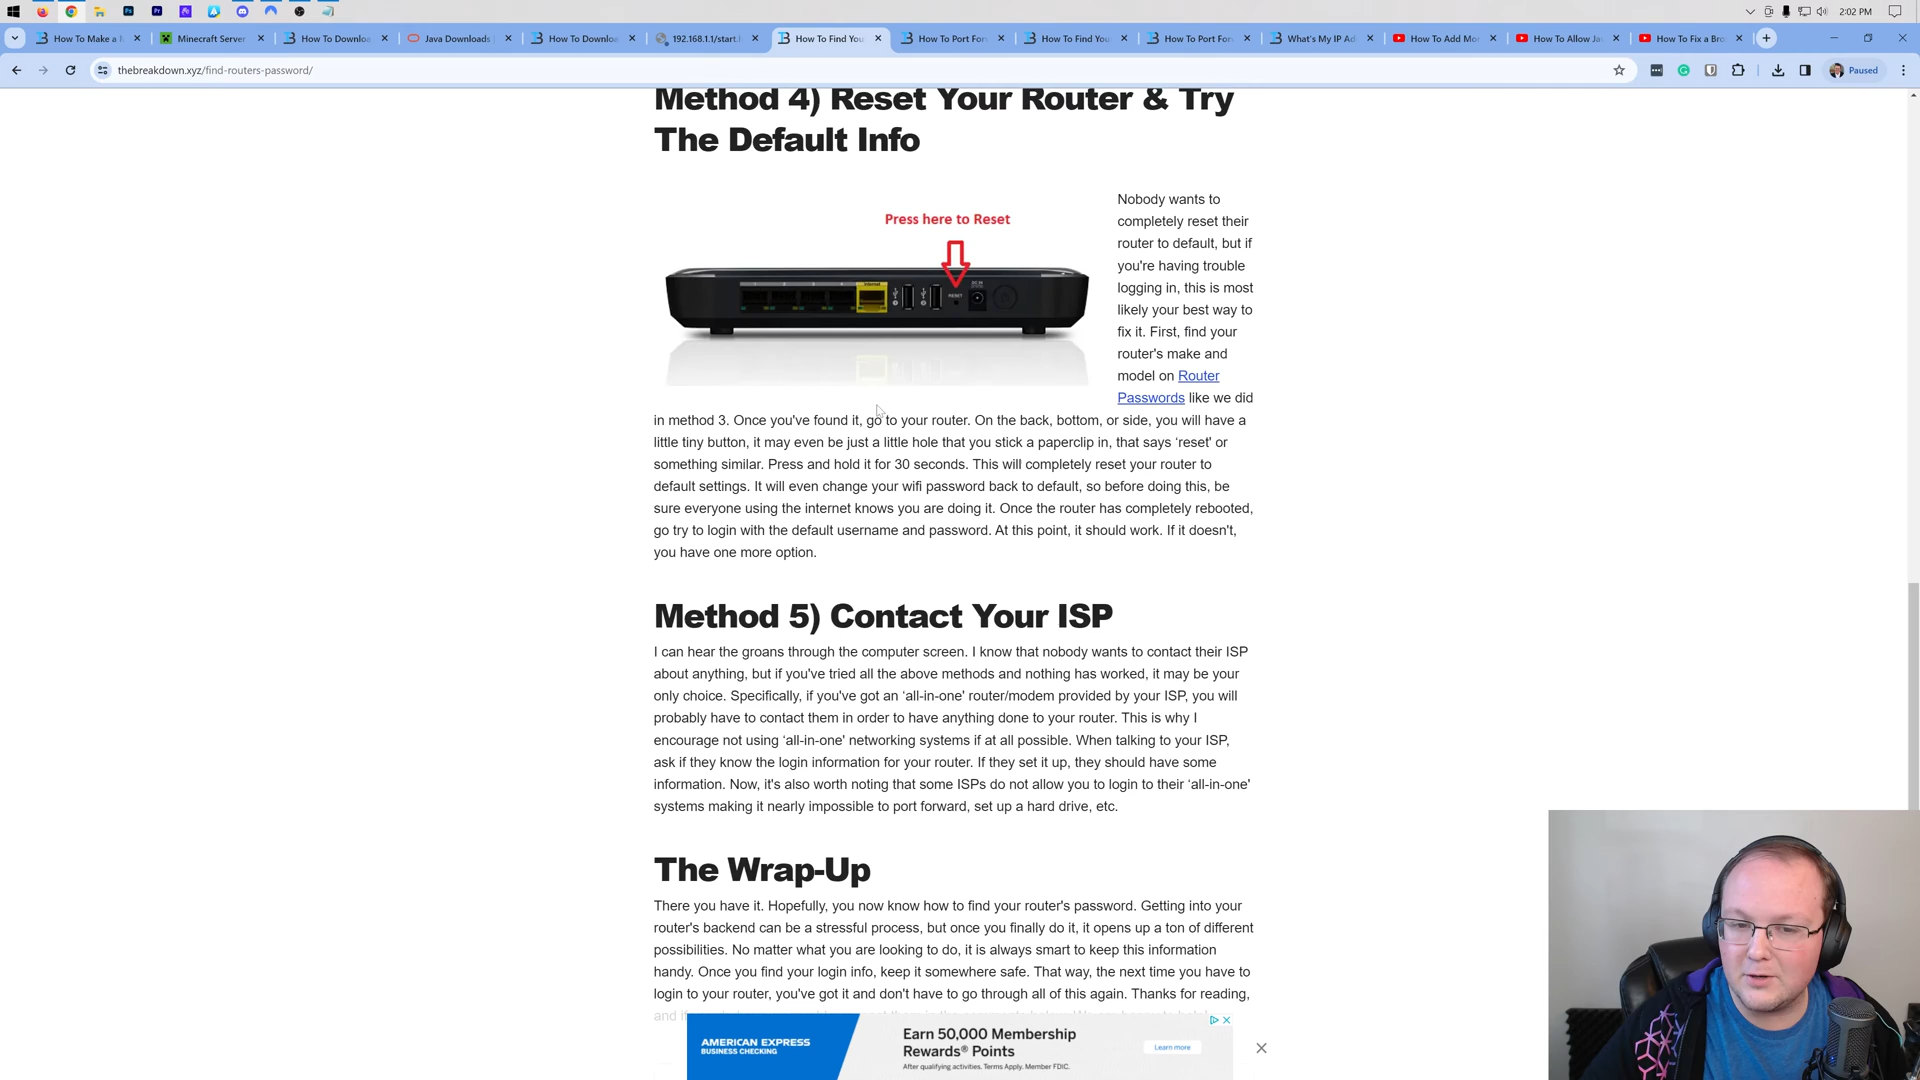 2:02 PM
How To Make a M
Minecraft Server
How To Downloa
Java Downloads
How To Downloa
192.168.1.1/start.
How To Find You
How To Port For
How To Find You
How To Port For
What's My IP Ad
How To Add Mo
How To Allow Ja
How To Fix a Bro
thebreakdown.xyz/find-routers-password/
Paused
Method 4) Reset Your Router & Try
The Default Info
Press here to Reset
Internet
RESET
Nobody wants to
completely reset their
router to default, but if
you're having trouble
logging in, this is most
likely your best way to
fix it. First, find your
router's make and
model on Router
Passwords like we did
in method 3. Once you've found it, go to your router. On the back, bottom, or side, you will have a
little tiny button, it may even be just a little hole that you stick a paperclip in, that says ‘reset' or
something similar. Press and hold it for 30 seconds. This will completely reset your router to
default settings. It will even change your wifi password back to default, so before doing this, be
sure everyone using the internet knows you are doing it. Once the router has completely rebooted,
go try to login with the default username and password. At this point, it should work. If it doesn't,
you have one more option.
Method 5) Contact Your ISP
I can hear the groans through the computer screen. I know that nobody wants to contact their ISP
about anything, but if you've tried all the above methods and nothing has worked, it may be your
only choice. Specifically, if you've got an ‘all-in-one' router/modem provided by your ISP, you will
probably have to contact them in order to have anything done to your router. This is why I
encourage not using ‘all-in-one' networking systems if at all possible. When talking to your ISP,
ask if they know the login information for your router. If they set it up, they should have some
information. Now, it's also worth noting that some ISPs do not allow you to login to their ‘all-in-one'
systems making it nearly impossible to port forward, set up a hard drive, etc.
The Wrap-Up
There you have it. Hopefully, you now know how to find your router's password. Getting into your
router's backend can be a stressful process, but once you finally do it, it opens up a ton of different
possibilities. No matter what you are looking to do, it is always smart to keep this information
handy. Once you find your login info, keep it somewhere safe. That way, the next time you have to
login to your router, you've got it and don't have to go through all of this again. Thanks for reading,
AMERICAN EXPRESS
BUSINESS CHECKING
Earn 50,000 Membership
Rewards® Points
After qualifying activities. Terms Apply. Member FDIC.
Learn more